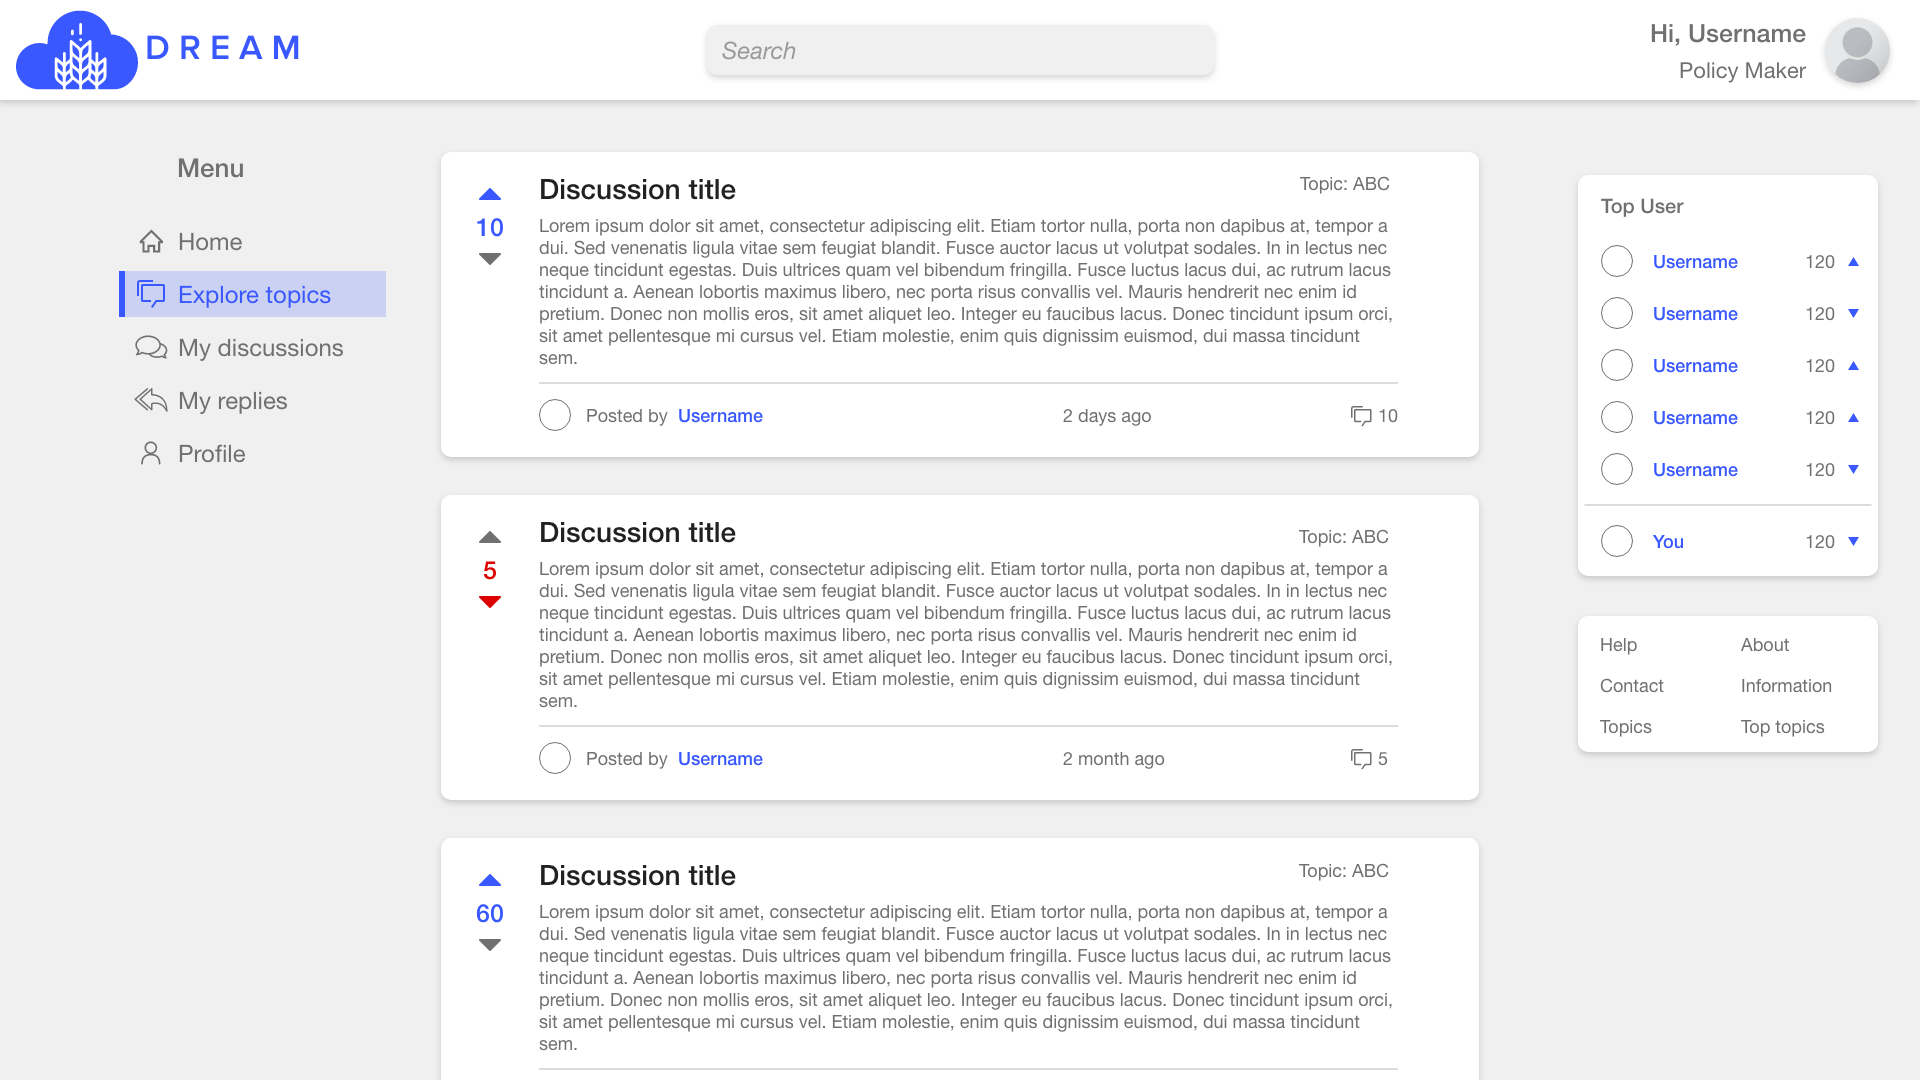 DREAM
Search
Hi, Username
Policy Maker
Menu
Home
Explore topics
My discussions
My replies
Profile
Discussion title
Topic: ABC
10
Lorem ipsum dolor sit amet, consectetur adipiscing elit. Etiam tortor nulla, porta non dapibus at, tempor a
dui. Sed venenatis ligula vitae sem feugiat blandit. Fusce auctor lacus ut volutpat sodales. In in lectus nec
neque tincidunt egestas. Duis ultrices quam vel bibendum fringilla. Fusce luctus lacus dui, ac rutrum lacus
tincidunt a. Aenean lobortis maximus libero, nec porta risus convallis vel. Mauris hendrerit nec enim id
pretium. Donec non mollis eros, sit amet aliquet leo. Integer eu faucibus lacus. Donec tincidunt ipsum orci,
sit amet pellentesque mi cursus vel. Etiam molestie, enim quis dignissim euismod, dui massa tincidunt
sem.
Posted by Username 2 days ago 10
Discussion title
Topic: ABC
5
Lorem ipsum dolor sit amet, consectetur adipiscing elit. Etiam tortor nulla, porta non dapibus at, tempor a
dui. Sed venenatis ligula vitae sem feugiat blandit. Fusce auctor lacus ut volutpat sodales. In in lectus nec
neque tincidunt egestas. Duis ultrices quam vel bibendum fringilla. Fusce luctus lacus dui, ac rutrum lacus
tincidunt a. Aenean lobortis maximus libero, nec porta risus convallis vel. Mauris hendrerit nec enim id
pretium. Donec non mollis eros, sit amet aliquet leo. Integer eu faucibus lacus. Donec tincidunt ipsum orci,
sit amet pellentesque mi cursus vel. Etiam molestie, enim quis dignissim euismod, dui massa tincidunt
sem.
Posted by Username 2 month ago 5
Discussion title
Topic: ABC
60
Lorem ipsum dolor sit amet, consectetur adipiscing elit. Etiam tortor nulla, porta non dapibus at, tempor a
dui. Sed venenatis ligula vitae sem feugiat blandit. Fusce auctor lacus ut volutpat sodales. In in lectus nec
neque tincidunt egestas. Duis ultrices quam vel bibendum fringilla. Fusce luctus lacus dui, ac rutrum lacus
tincidunt a. Aenean lobortis maximus libero, nec porta risus convallis vel. Mauris hendrerit nec enim id
pretium. Donec non mollis eros, sit amet aliquet leo. Integer eu faucibus lacus. Donec tincidunt ipsum orci,
sit amet pellentesque mi cursus vel. Etiam molestie, enim quis dignissim euismod, dui massa tincidunt
sem.
Top User
Username 120
Username 120
Username 120
Username 120
Username 120
You 120
Help About
Contact Information
Topics Top topics